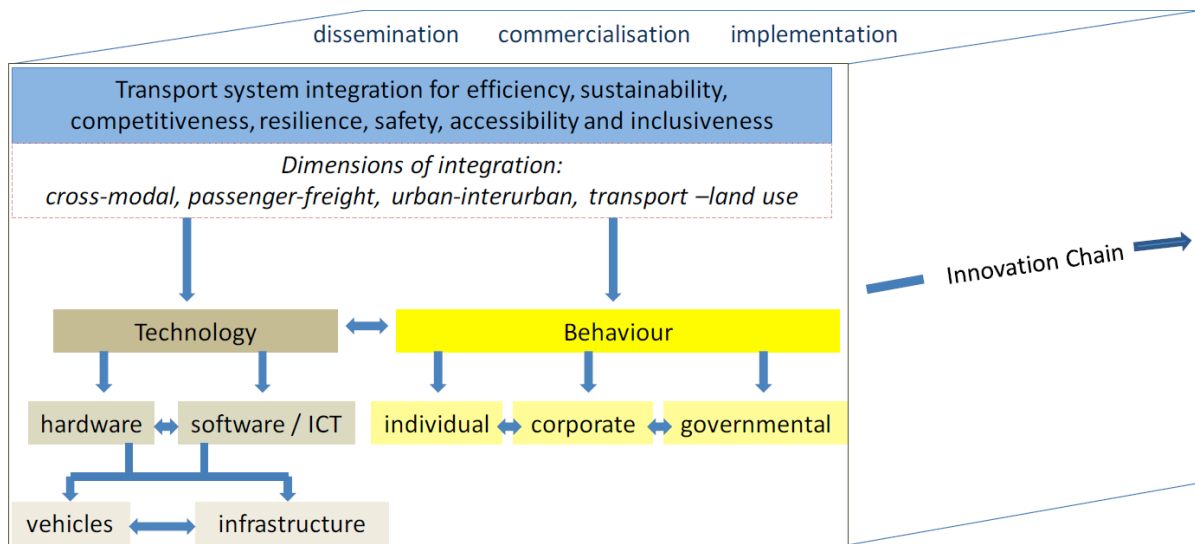 dissemination commercialisation implementation
Transport system integration for efficiency, sustainability,
competitiveness, resilience, safety, accessibility and inclusiveness
Dimensions of integration:
cross-modal, passenger-freight, urban-interurban, transport –land use
Innovation Chain
Technology
Behaviour
hardware
software / ICT
individual
corporate
governmental
vehicles
infrastructure